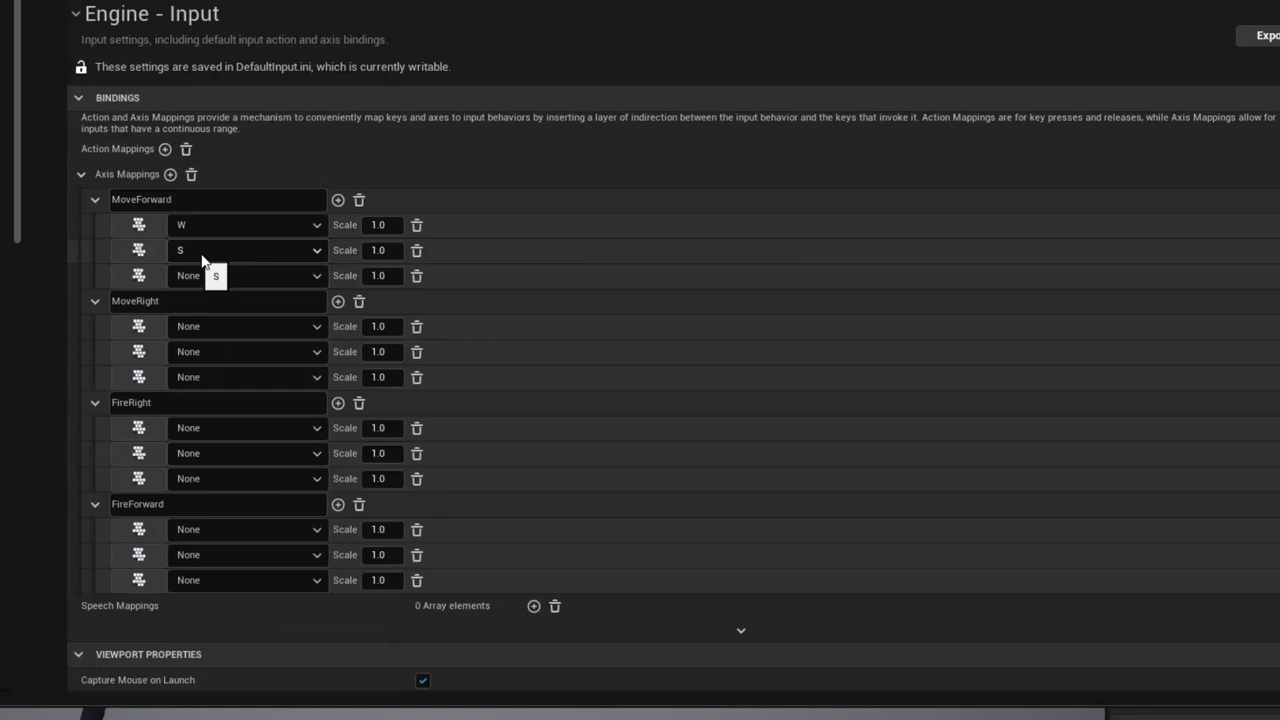 Engine - Input
Input settings, including default input action and axis bindings.
Expo
These settings are saved in DefaultInput.ini, which is currently writable.
BINDINGS
Action and Axis Mappings provide a mechanism to conveniently map keys and axes to input behaviors by inserting a layer of indirection between the input behavior and the keys that invoke it. Action Mappings are for key presses and releases, while Axis Mappings allow for
inputs that have a continuous range.
Action Mappings
Axis Mappings
MoveForward
W Scale 1.0
S Scale 1.0
None S Scale 1.0
MoveRight
None Scale 1.0
None Scale 1.0
None Scale 1.0
FireRight
None Scale 1.0
None Scale 1.0
None Scale 1.0
FireForward
None Scale 1.0
None Scale 1.0
None Scale 1.0
Speech Mappings 0 Array elements
VIEWPORT PROPERTIES
Capture Mouse on Launch